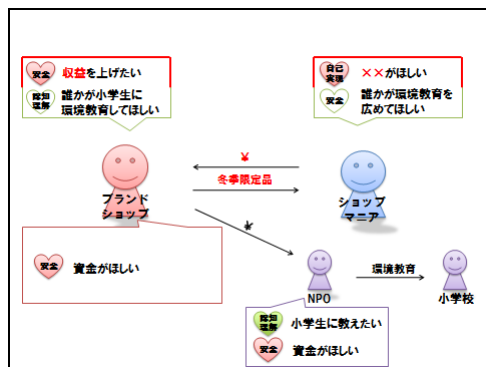 安全 収益を上げたい
認知
理解
誰かが小学生に
環境教育してほしい
自己
実現
××がほしい
安全
誰かが環境教育を
広めてほしい
¥
冬季限定品
ブランド
ショップ
ショップ
マニア
¥
安全 資金がほしい
環境教育
NPO
小学校
認知
理解
小学生に教えたい
安全 資金がほしい